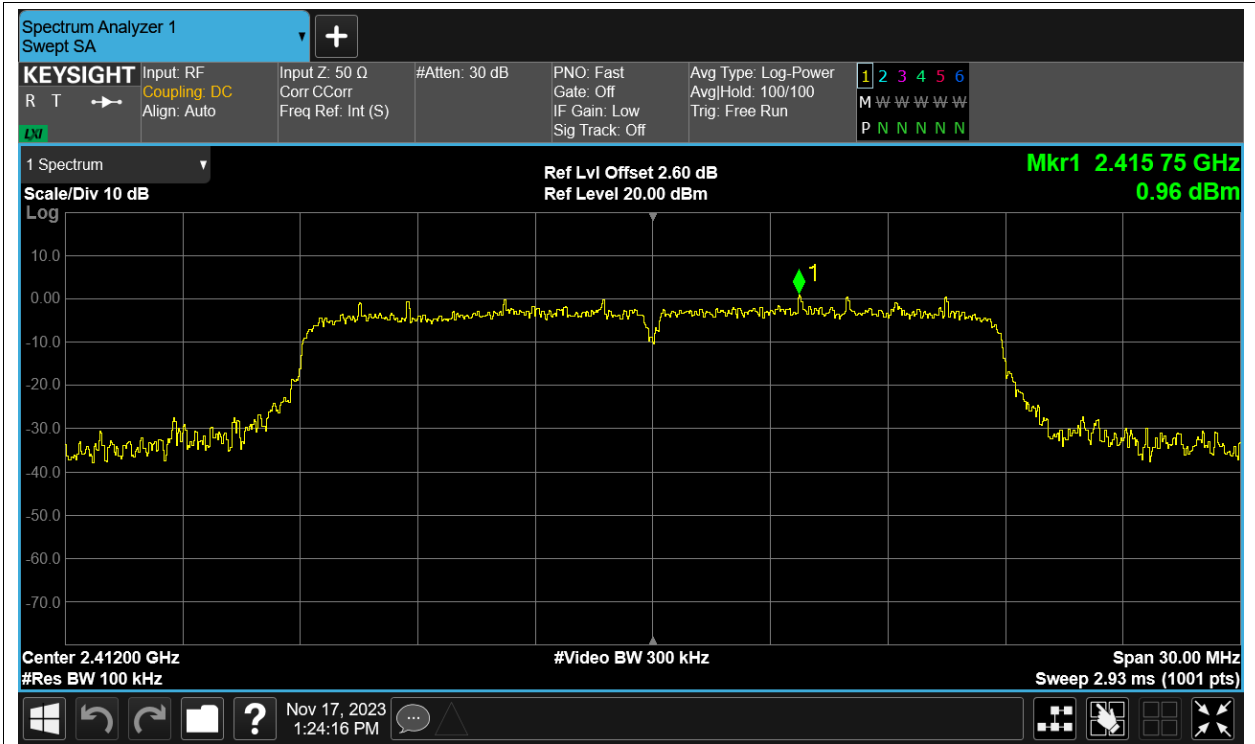 Spectrum Analyzer 1
Swept SA
KEYSIGHT
R T
LXI
Input: RF
Coupling: DC
Align: Auto
Input Z: 50 Ω
Corr CCorr
Freq Ref: Int (S)
#Atten: 30 dB
PNO: Fast
Gate: Off
IF Gain: Low
Sig Track: Off
Avg Type: Log-Power
Avg|Hold: 100/100
Trig: Free Run
1 2 3 4 5 6
M W W W W W
P N N N N N
1 Spectrum
Scale/Div 10 dB
Log
Ref Lvl Offset 2.60 dB
Ref Level 20.00 dBm
Mkr1 2.415 75 GHz
0.96 dBm
1
10.0
0.00
-10.0
-20.0
-30.0
-40.0
-50.0
-60.0
-70.0
Center 2.41200 GHz
#Res BW 100 kHz
#Video BW 300 kHz
Span 30.00 MHz
Sweep 2.93 ms (1001 pts)
?
Nov 17, 2023
1:24:16 PM